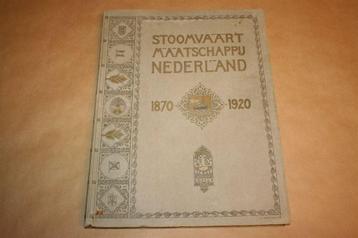 STOOMVAART
MAATSCHAPPIJ
NEDERLAND
1870 1920